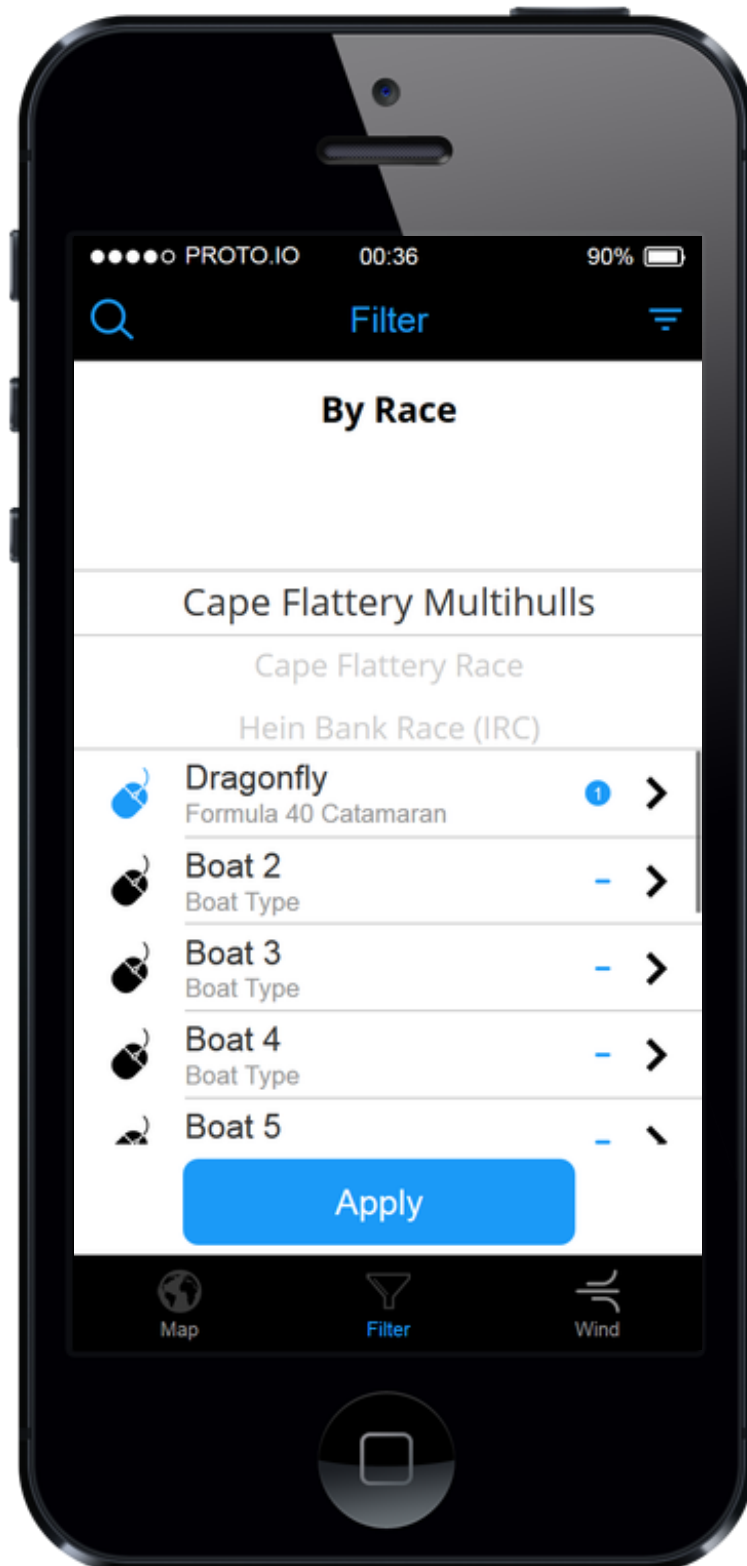 PROTO.IO 00:36 90%
Filter
By Race
Cape Flattery Multihulls
Cape Flattery Race
Hein Bank Race (IRC)
Dragonfly
Formula 40 Catamaran
1
Boat 2
Boat Type
Boat 3
Boat Type
Boat 4
Boat Type
Boat 5
Apply
Map Filter Wind